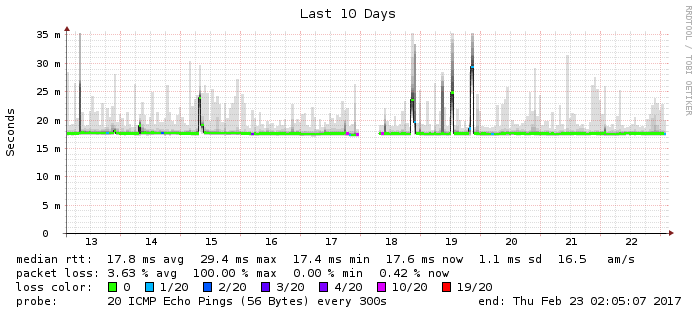 Last 10 Days
RRDTOOL / TOBI OETIKER
Seconds
35 m
30 m
25 m
20 m
15 m
10 m
5 m
0
13 14 15 16 17 18 19 20 21 22
median rtt: 17.8 ms avg 29.4 ms max 17.4 ms min 17.6 ms now 1.1 ms sd 16.5 am/s
packet loss: 3.63 % avg 100.00 % max 0.00 % min 0.42 % now
loss color: 0 1/20 2/20 3/20 4/20 10/20 19/20
probe: 20 ICMP Echo Pings (56 Bytes) every 300s end: Thu Feb 23 02:05:07 2017